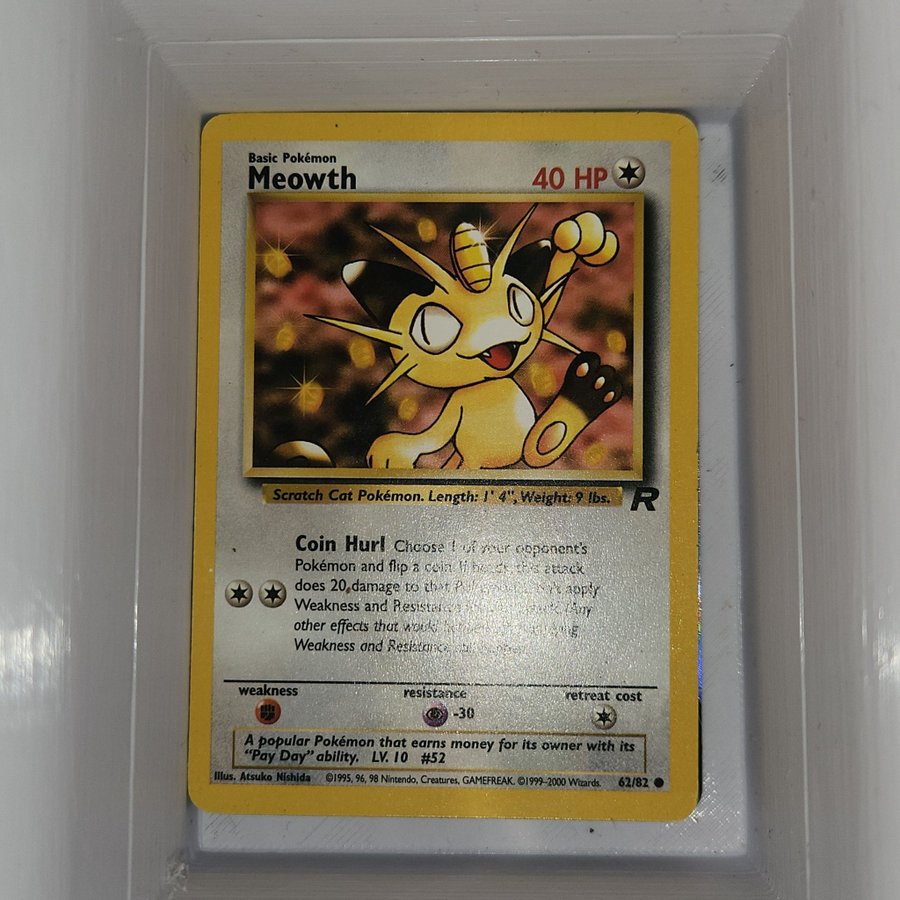 Basic Pokémon
Meowth 40 HP
Scratch Cat Pokémon. Length: 1' 4", Weight: 9 lbs.
R
Coin Hurl Choose 1 of your opponent's
Pokémon and flip a coin. If heads, this attack
does 20 damage to that apply
Weakness and Resistance (Any
other effects that would
Weakness and Resistance
weakness resistance retreat cost
-30
A popular Pokémon that earns money for its owner with its
"Pay Day" ability. LV. 10 #52
Illus. Atsuko Nishida ©1995, 96, 98 Nintendo, Creatures, GAMEFREAK. ©1999-2000 Wizards. 62/82